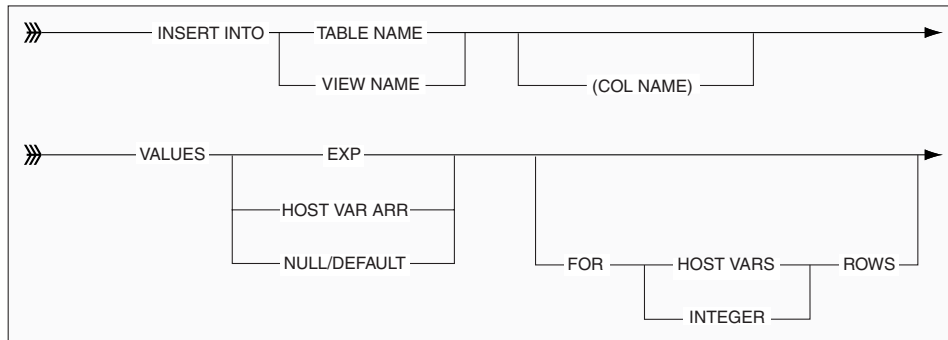 INSERT INTO TABLE NAME
VIEW NAME (COL NAME)
VALUES EXP
HOST VAR ARR
NULL/DEFAULT FOR HOST VARS ROWS
INTEGER